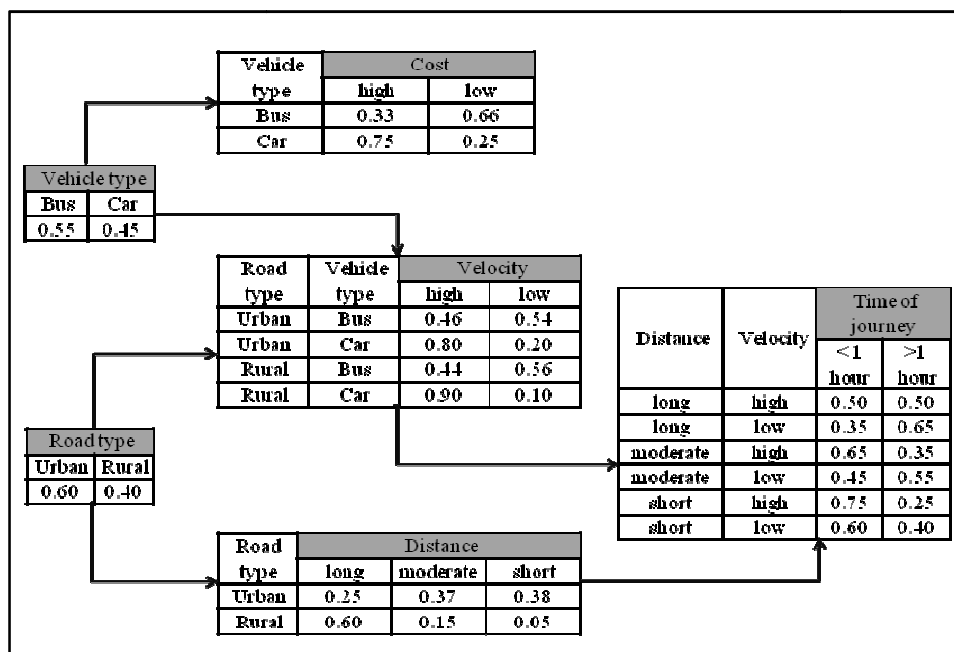 Vehicle type Cost
high low
Bus 0.33 0.66
Car 0.75 0.25
Vehicle type
Bus Car
0.55 0.45
Road type Vehicle type Velocity
high low
Urban Bus 0.46 0.54
Urban Car 0.80 0.20
Rural Bus 0.44 0.56
Rural Car 0.90 0.10
Distance Velocity Time of journey
<1 hour >1 hour
long high 0.50 0.50
long low 0.35 0.65
moderate high 0.65 0.35
moderate low 0.45 0.55
short high 0.75 0.25
short low 0.60 0.40
Road type
Urban Rural
0.60 0.40
Road type Distance
long moderate short
Urban 0.25 0.37 0.38
Rural 0.60 0.15 0.05